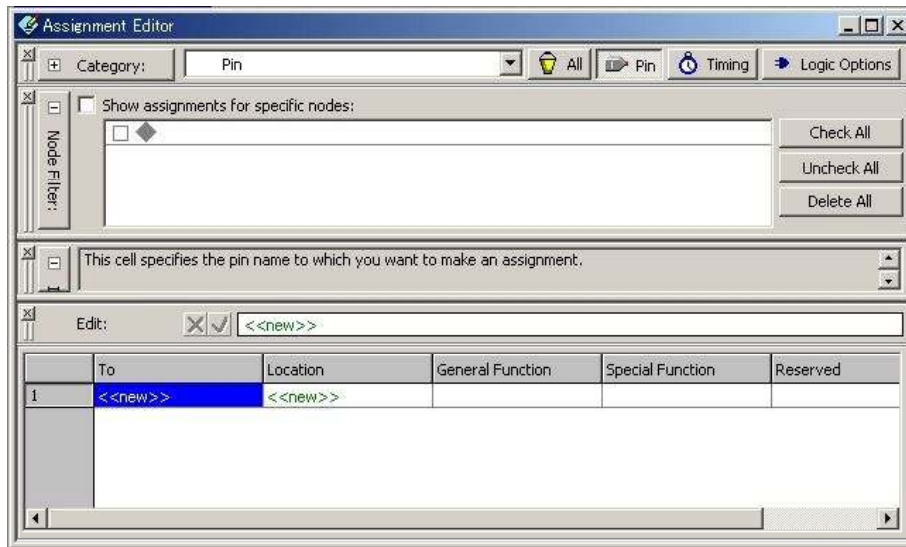 Assignment Editor
Category: Pin All Pin Timing Logic Options
Node Filter:
Show assignments for specific nodes:
Check All
Uncheck All
Delete All
This cell specifies the pin name to which you want to make an assignment.
Edit: <<new>>
To Location General Function Special Function Reserved
1 <<new>> <<new>>